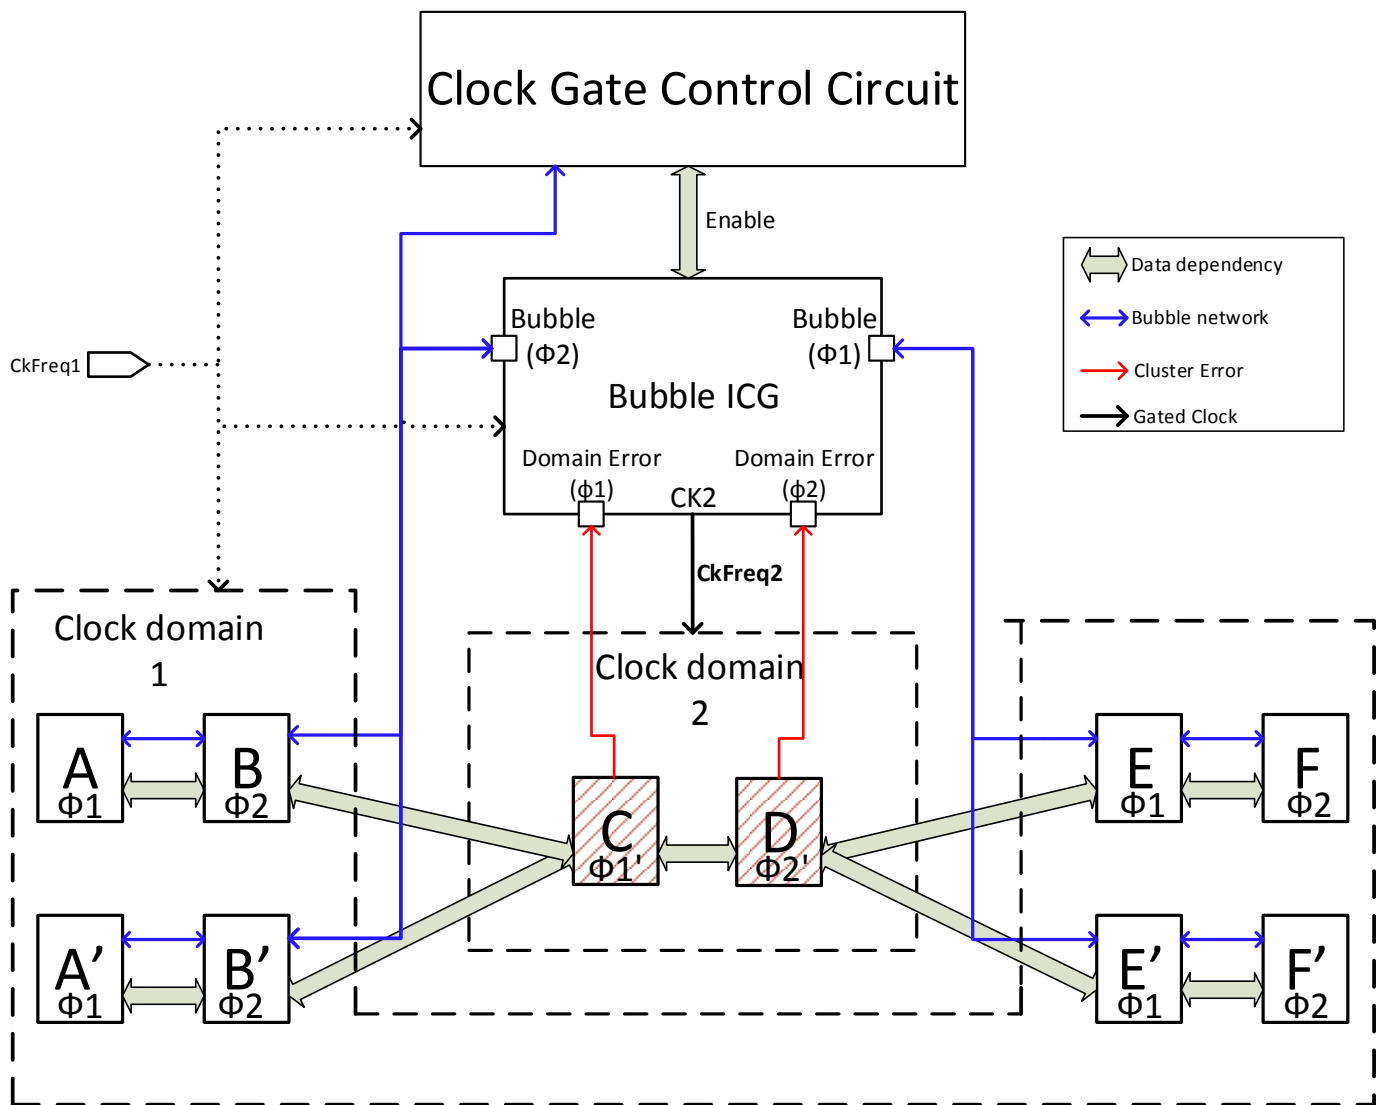 Clock Gate Control Circuit
Enable
Data dependency
Bubble network
Cluster Error
Gated Clock
CkFreq1
Bubble
(Φ2)
Bubble
(Φ1)
Bubble ICG
Domain Error
(ϕ1)
Domain Error
(ϕ2)
CK2
CkFreq2
Clock domain
1
Clock domain
2
A
Φ1
B
Φ2
C
Φ1'
D
Φ2'
E
Φ1
F
Φ2
A’
Φ1
B’
Φ2
E’
Φ1
F’
Φ2